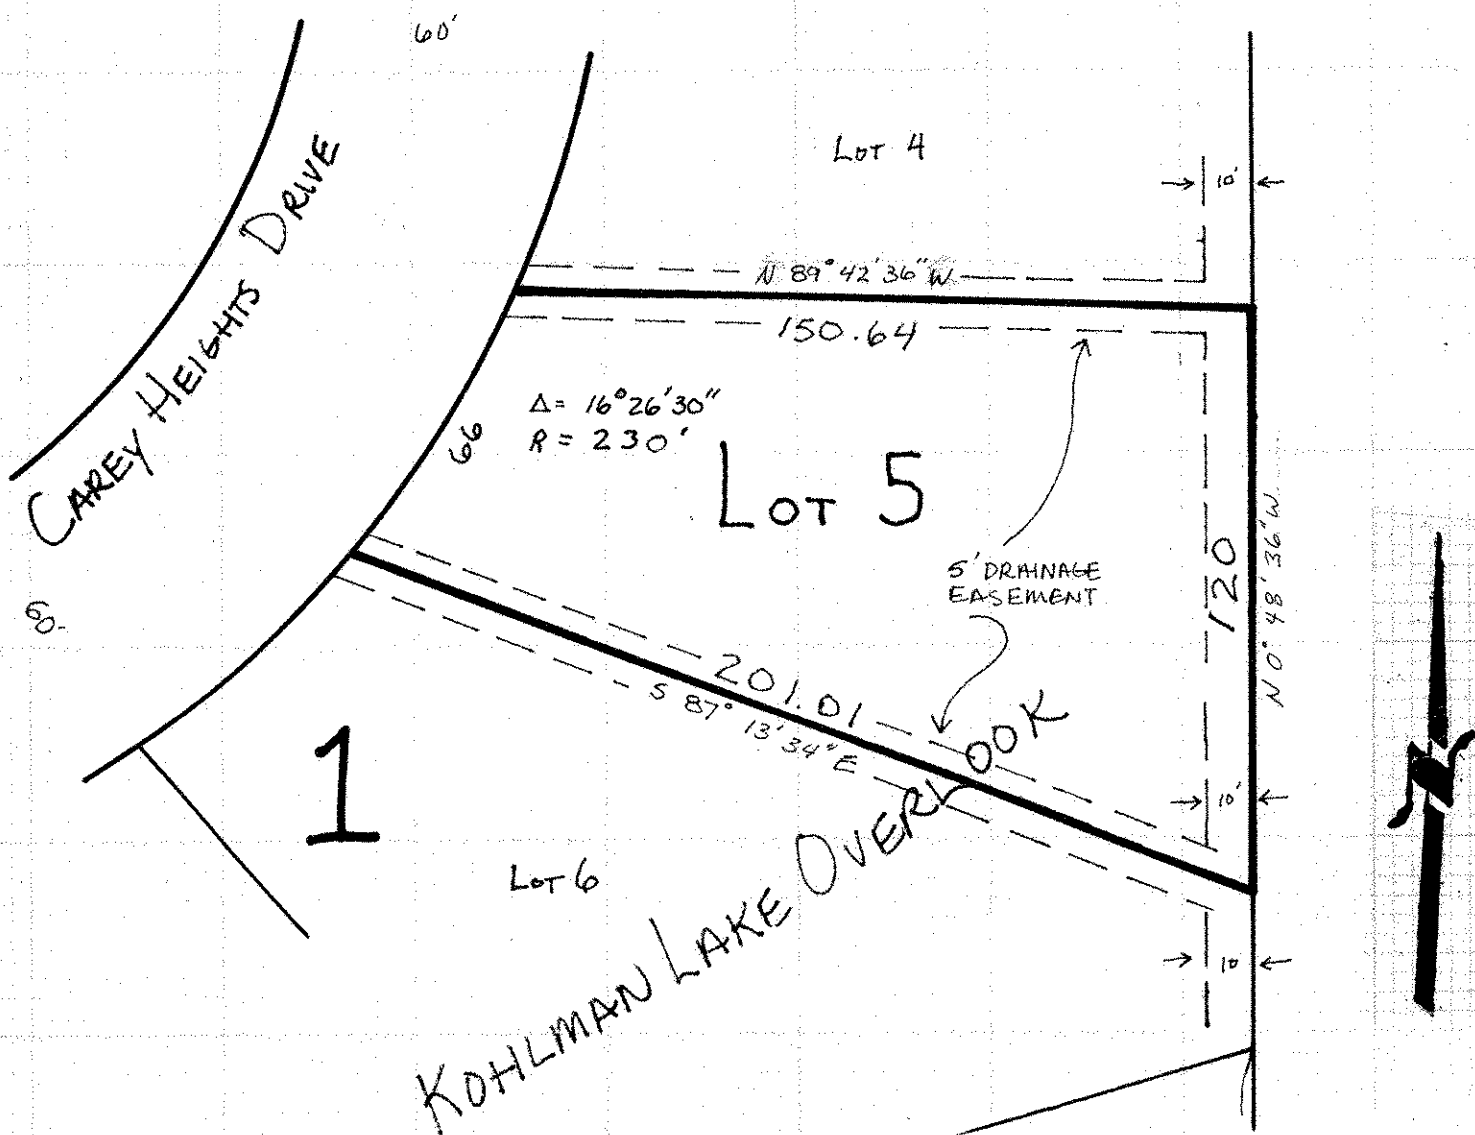 60'
LOT 4
10'
CAREY HEIGHTS DRIVE
N 89° 42' 36" W
150.64
Δ= 16°26'30"
R = 230'
66
LOT 5
5' DRAINAGE
EASEMENT
120
N 0° 48' 36" W
60.
201.01
S 87° 13' 34" E
1
10'
LOT 6
KOHLMAN LAKE OVERLOOK
10